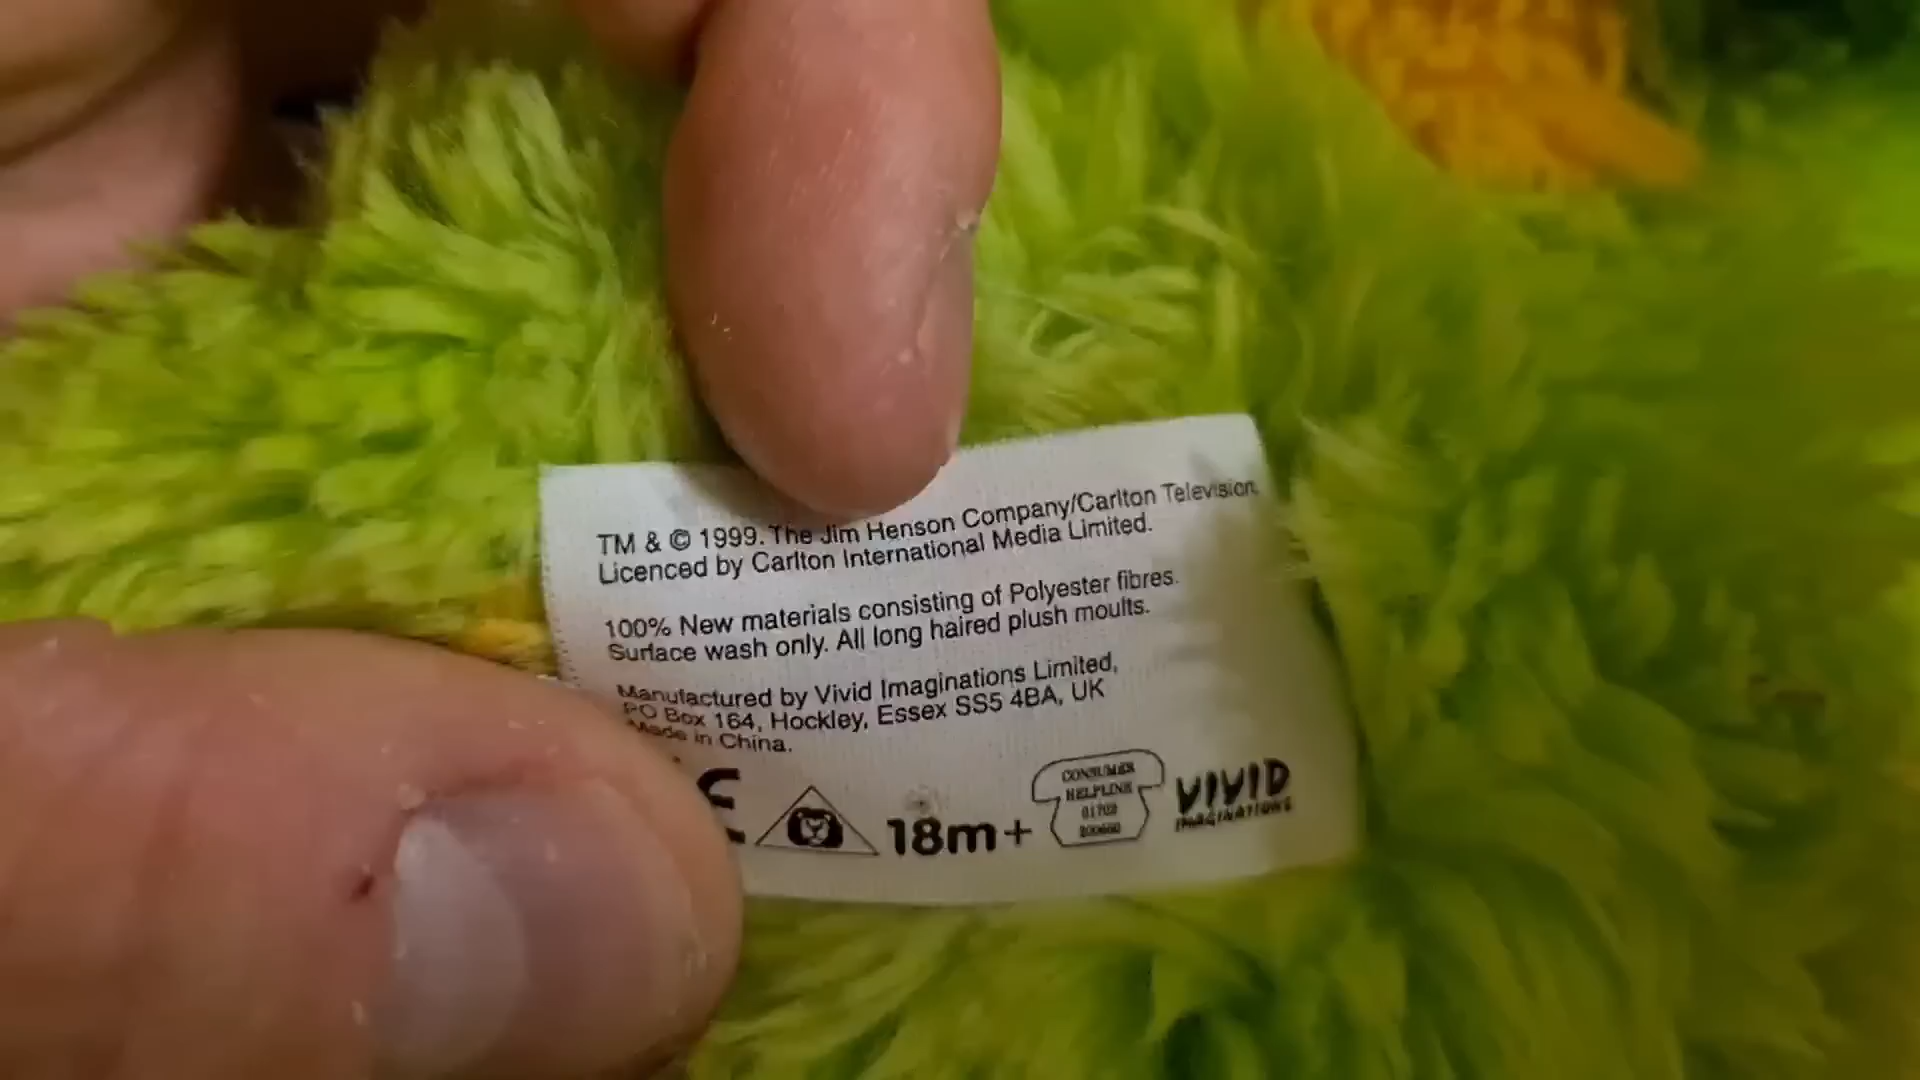 TM & © 1999. The Jim Henson Company/Carlton Television.
Licenced by Carlton International Media Limited.
100% New materials consisting of Polyester fibres.
Surface wash only. All long haired plush moults.
Manufactured by Vivid Imaginations Limited,
PO Box 164, Hockley, Essex SS5 4BA, UK
Made in China.
18m+
CONSUMER
HELPLINE
01702
200660
VIVID
IMAGINATIONS